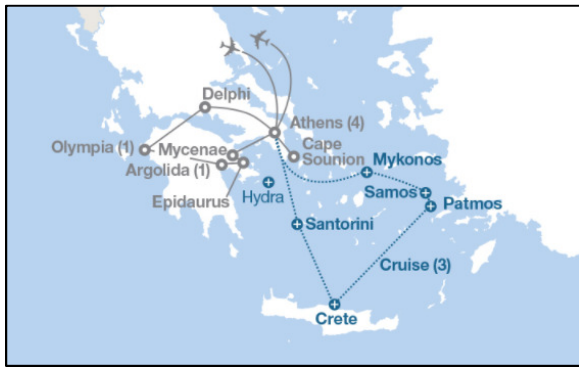 Delphi
Athens (4)
Olympia (1)
Mycenae
Cape
Sounion
Mykonos
Argolida (1)
Samos
Hydra
Epidaurus
Patmos
Santorini
Cruise (3)
Crete